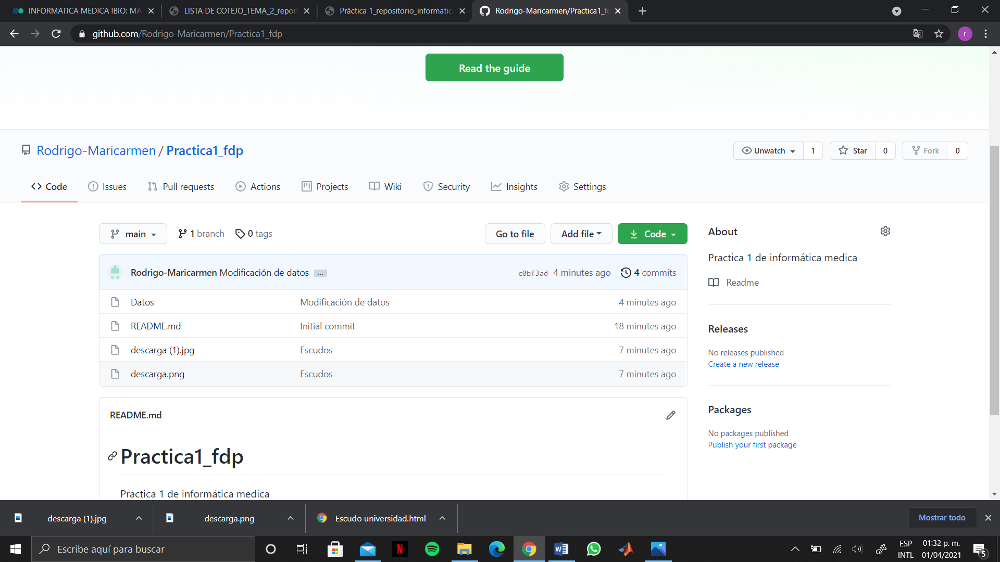 INFORMATICA MEDICA IBIO: MA
LISTA DE COTEJO_TEMA_2_repor
Práctica 1_repositorio_informatica
Rodrigo-Maricarmen/Practica1_fd
github.com/Rodrigo-Maricarmen/Practica1_fdp
r
Read the guide
Rodrigo-Maricarmen / Practica1_fdp
Unwatch 1
Star 0
Fork 0
Code
Issues
Pull requests
Actions
Projects
Wiki
Security
Insights
Settings
main
1 branch
0 tags
Go to file
Add file
Code
Rodrigo-Maricarmen Modificación de datos ...
c0bf3ad 4 minutes ago
4 commits
Datos Modificación de datos 4 minutes ago
README.md Initial commit 18 minutes ago
descarga (1).jpg Escudos 7 minutes ago
descarga.png Escudos 7 minutes ago
README.md
Practica1_fdp
Practica 1 de informática medica
About
Practica 1 de informática medica
Readme
Releases
No releases published
Create a new release
Packages
No packages published
Publish your first package
descarga (1).jpg
descarga.png
Escudo universidad.html
Mostrar todo
Escribe aquí para buscar
N
ESP
INTL
01:32 p. m.
01/04/2021
5